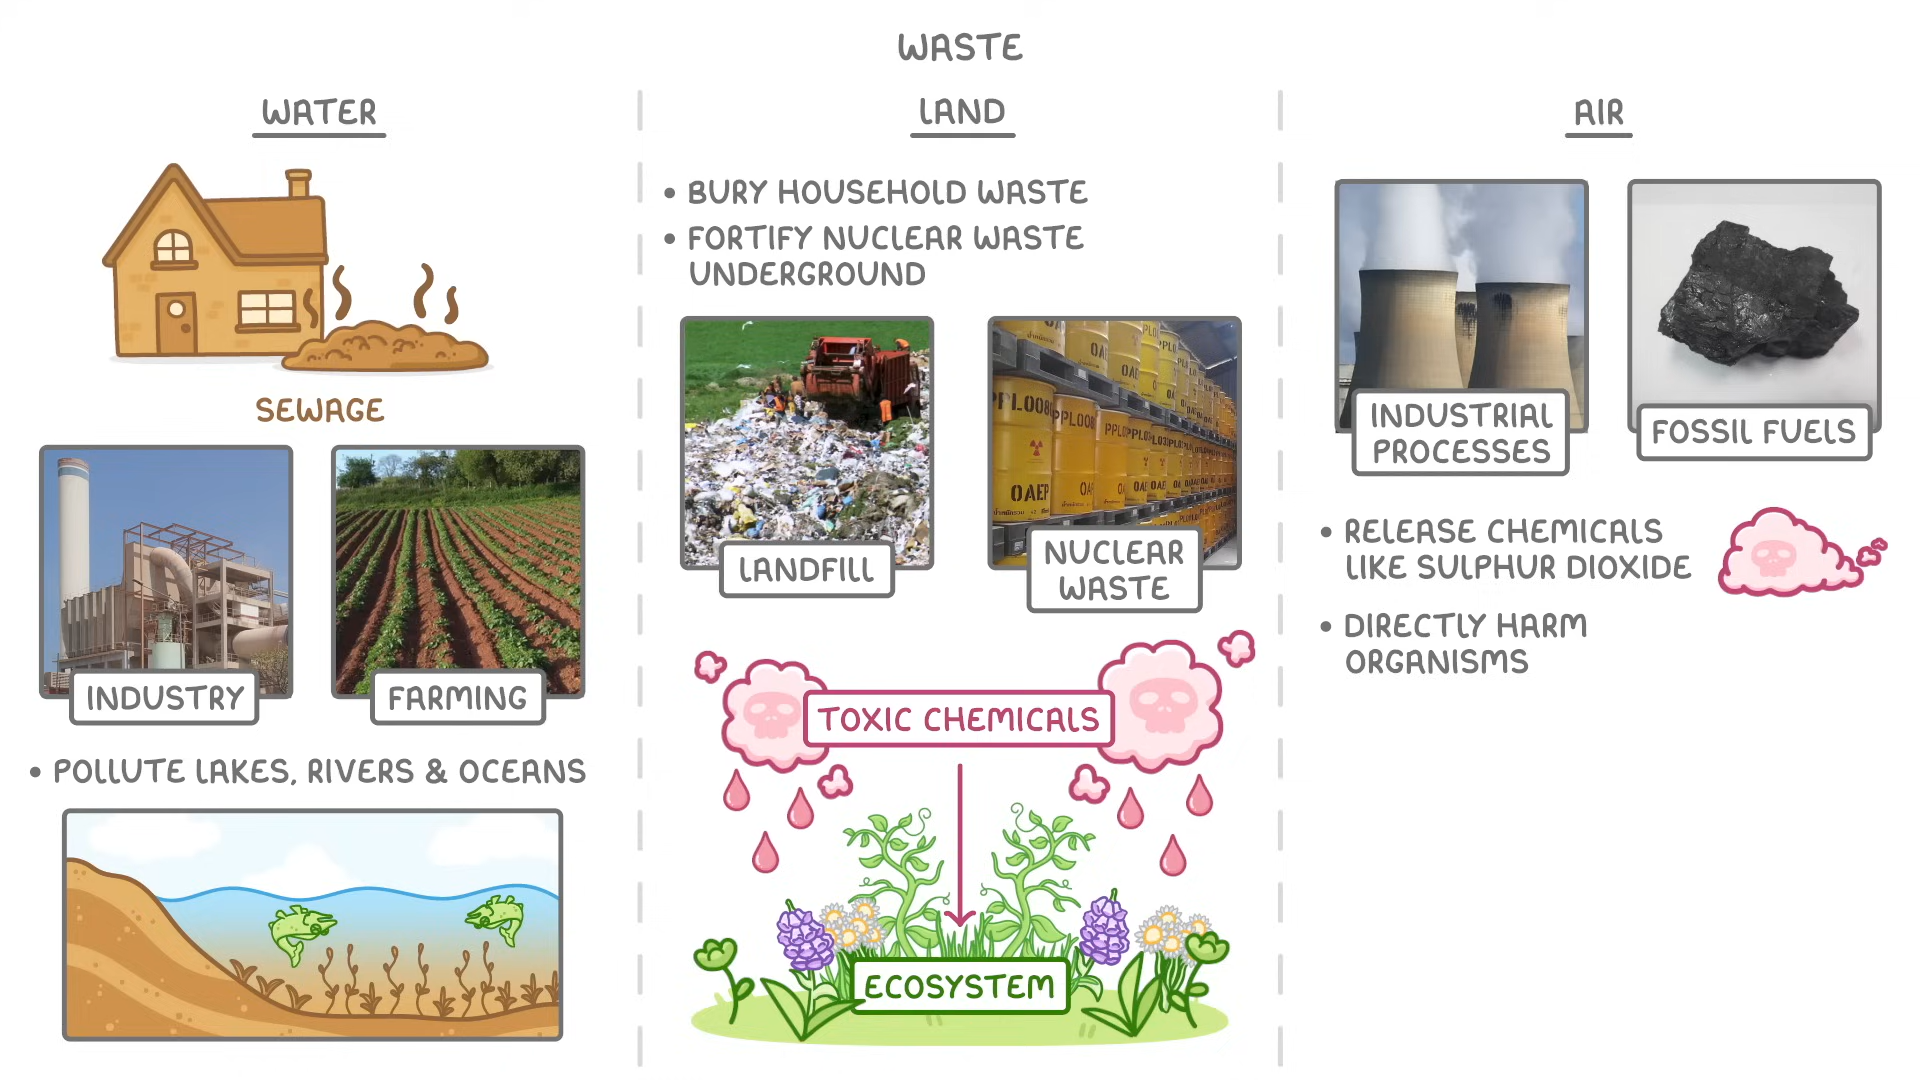 WASTE
WATER
SEWAGE
INDUSTRY
FARMING
• POLLUTE LAKES, RIVERS & OCEANS
LAND
• BURY HOUSEHOLD WASTE
• FORTIFY NUCLEAR WASTE
UNDERGROUND
LANDFILL
OAEP
NUCLEAR
WASTE
TOXIC CHEMICALS
ECOSYSTEM
AIR
INDUSTRIAL
PROCESSES
FOSSIL FUELS
• RELEASE CHEMICALS
LIKE SULPHUR DIOXIDE
• DIRECTLY HARM
ORGANISMS